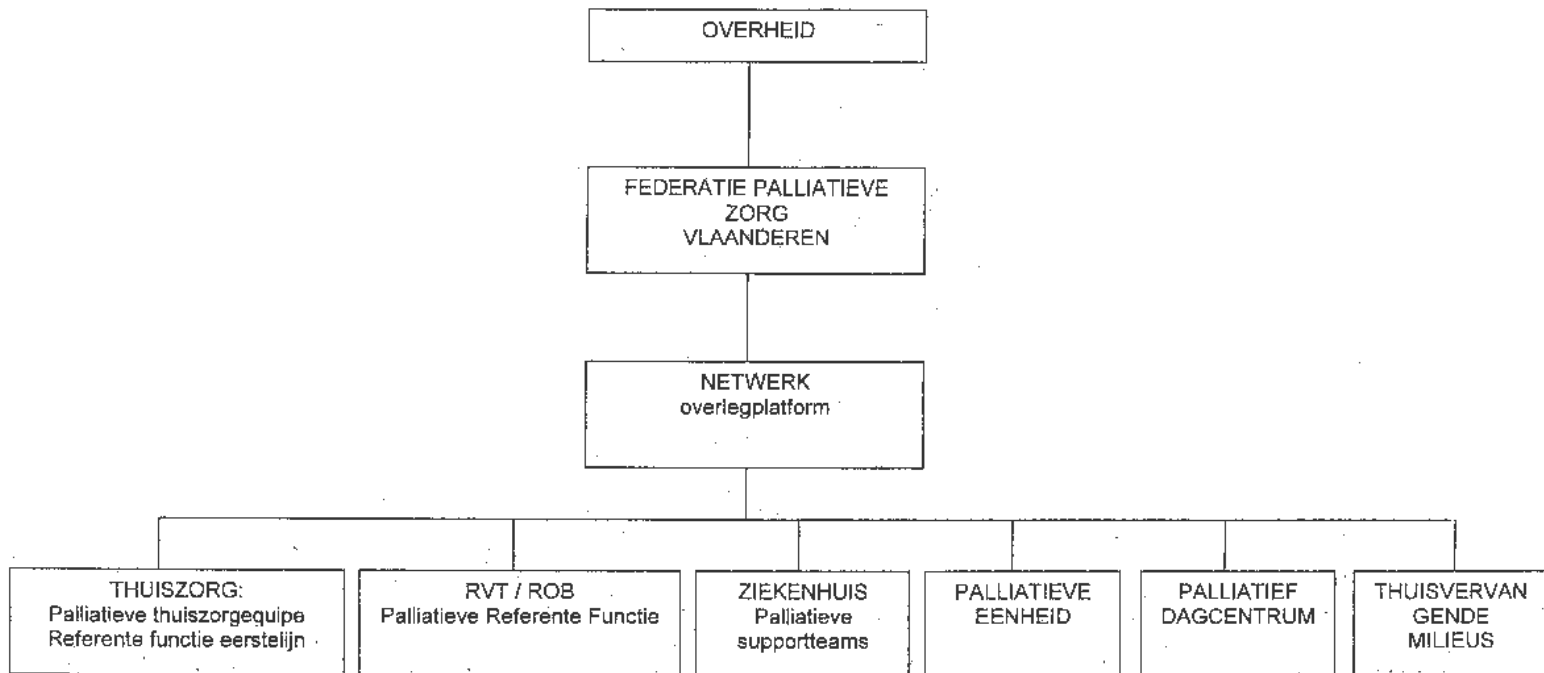 OVERHEID
FEDERATIE PALLIATIEVE
ZORG
VLAANDEREN
NETWERK
overlegplatform
THUISZORG:
Palliatieve thuiszorgequipe
Referente functie eerstelijn
RVT / ROB
Palliatieve Referente Functie
ZIEKENHUIS
Palliatieve
supportteams
PALLIATIEVE
EENHEID
PALLIATIEF
DAGCENTRUM
THUISVERVAN
GENDE
MILIEUS